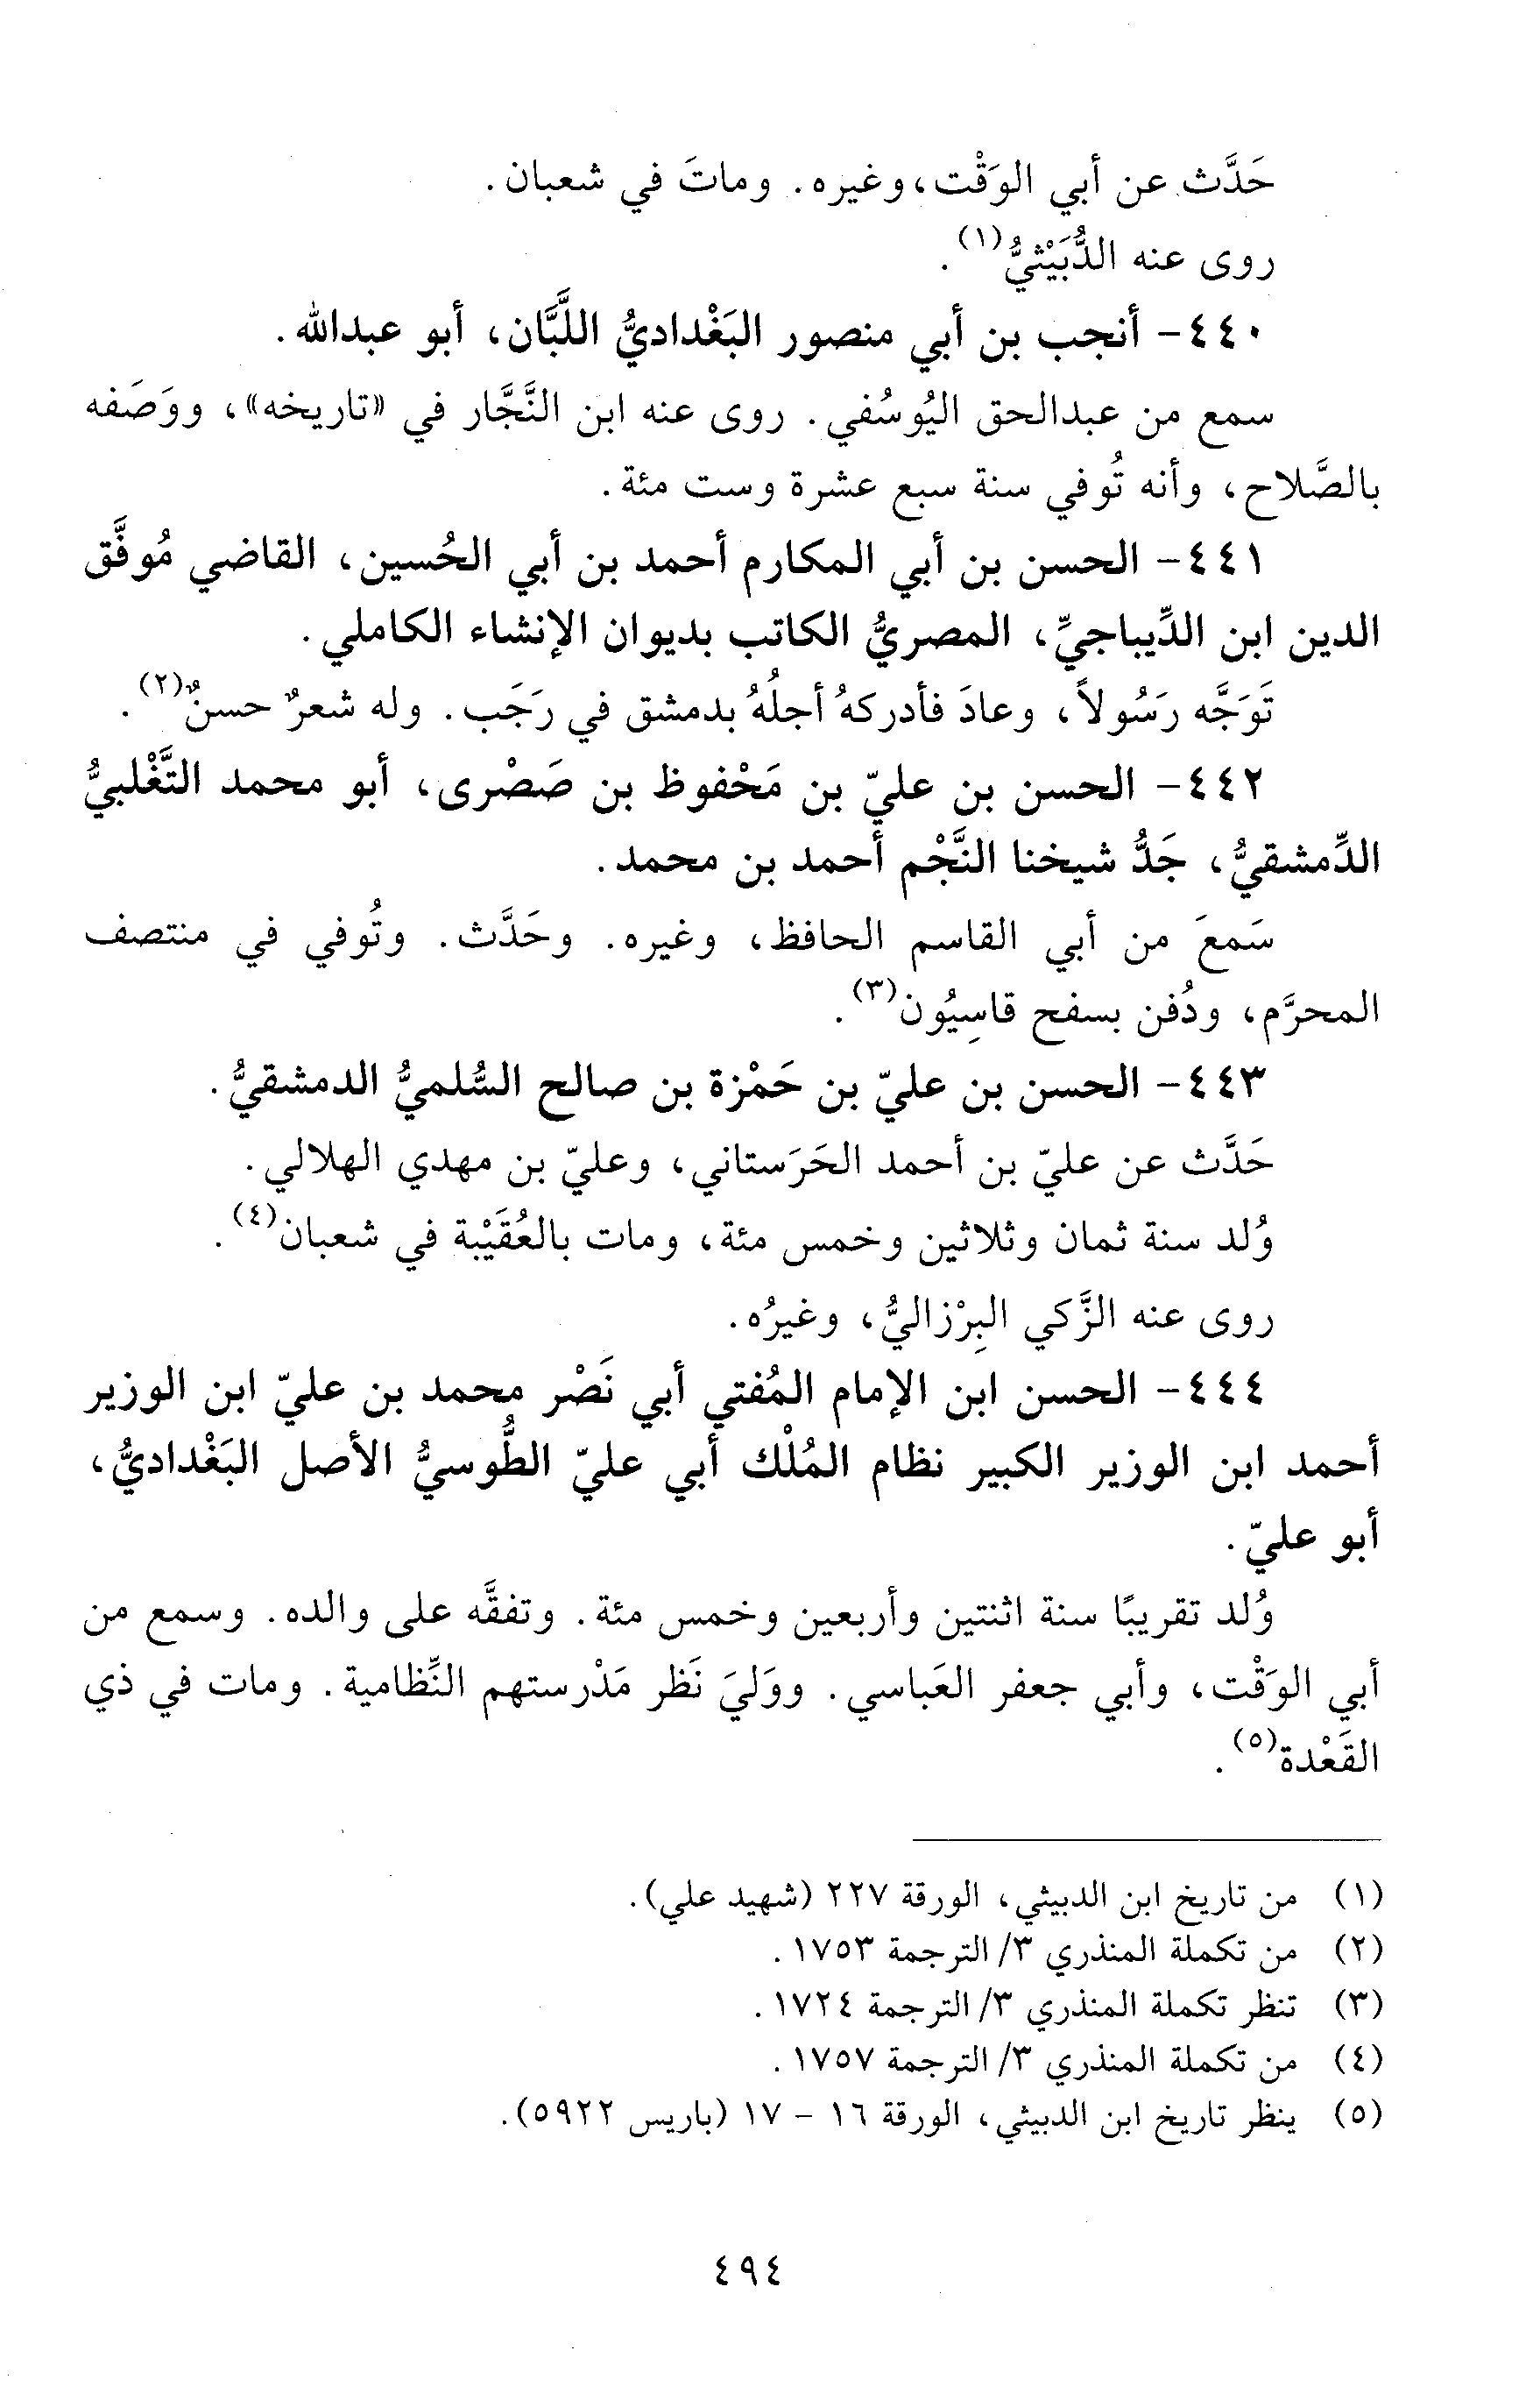 حَدَّث عن أبي الوَقْت، وغيره. وماتَ في شعبان.
روى عنه الدُّبَيْثيُّ(١).
٤٤٠- أنجب بن أبي منصور البَغْداديُّ اللَّبَّان، أبو عبدالله.
سمع من عبدالحق اليُوسُفي. روى عنه ابن النَّجَّار في «تاريخه»، ووَصَفه
بالصَّلاح، وأنه تُوفي سنة سبع عشرة وست مئة.
٤٤١- الحسن بن أبي المكارم أحمد بن أبي الحُسين، القاضي مُوفَّق
الدين ابن الدِّيباجيِّ، المصريُّ الكاتب بديوان الإنشاء الكاملي.
تَوَجَّه رَسُولاً، وعادَ فأدركهُ أجلُهُ بدمشق في رَجَب. وله شعرٌ حسنٌ(٢).
٤٤٢- الحسن بن عليّ بن مَحْفوظ بن صَصْرى، أبو محمد التَّغْلبيُّ
الدِّمشقيُّ، جَدُّ شيخنا النَّجْم أحمد بن محمد.
سَمعَ من أبي القاسم الحافظ، وغيره. وحَدَّث. وتُوفي في منتصف
المحرَّم، ودُفن بسفح قاسِيُون(٣).
٤٤٣- الحسن بن عليّ بن حَمْزة بن صالح السُّلميُّ الدمشقيُّ.
حَدَّث عن عليّ بن أحمد الحَرَستاني، وعليّ بن مهدي الهلالي.
وُلد سنة ثمان وثلاثين وخمس مئة، ومات بالعُقَيْبة في شعبان(٤).
روى عنه الزَّكي البِرْزاليُّ، وغيرُه.
٤٤٤- الحسن ابن الإمام المُفتي أبي نَصْر محمد بن عليّ ابن الوزير
أحمد ابن الوزير الكبير نظام المُلْك أبي عليّ الطُّوسيُّ الأصل البَغْداديُّ،
أبو عليّ.
وُلد تقريبًا سنة اثنتين وأربعين وخمس مئة. وتفقَّه على والده. وسمع من
أبي الوَقْت، وأبي جعفر العَباسي. ووَليَ نَظر مَدْرستهم النِّظامية. ومات في ذي
القَعْدة(٥).
(١) من تاريخ ابن الدبيثي، الورقة ٢٢٧ (شهيد علي).
(٢) من تكملة المنذري ٣/ الترجمة ١٧٥٣.
(٣) تنظر تكملة المنذري ٣/ الترجمة ١٧٢٤.
(٤) من تكملة المنذري ٣/ الترجمة ١٧٥٧.
(٥) ينظر تاريخ ابن الدبيثي، الورقة ١٦ - ١٧ (باريس ٥٩٢٢).
٤٩٤